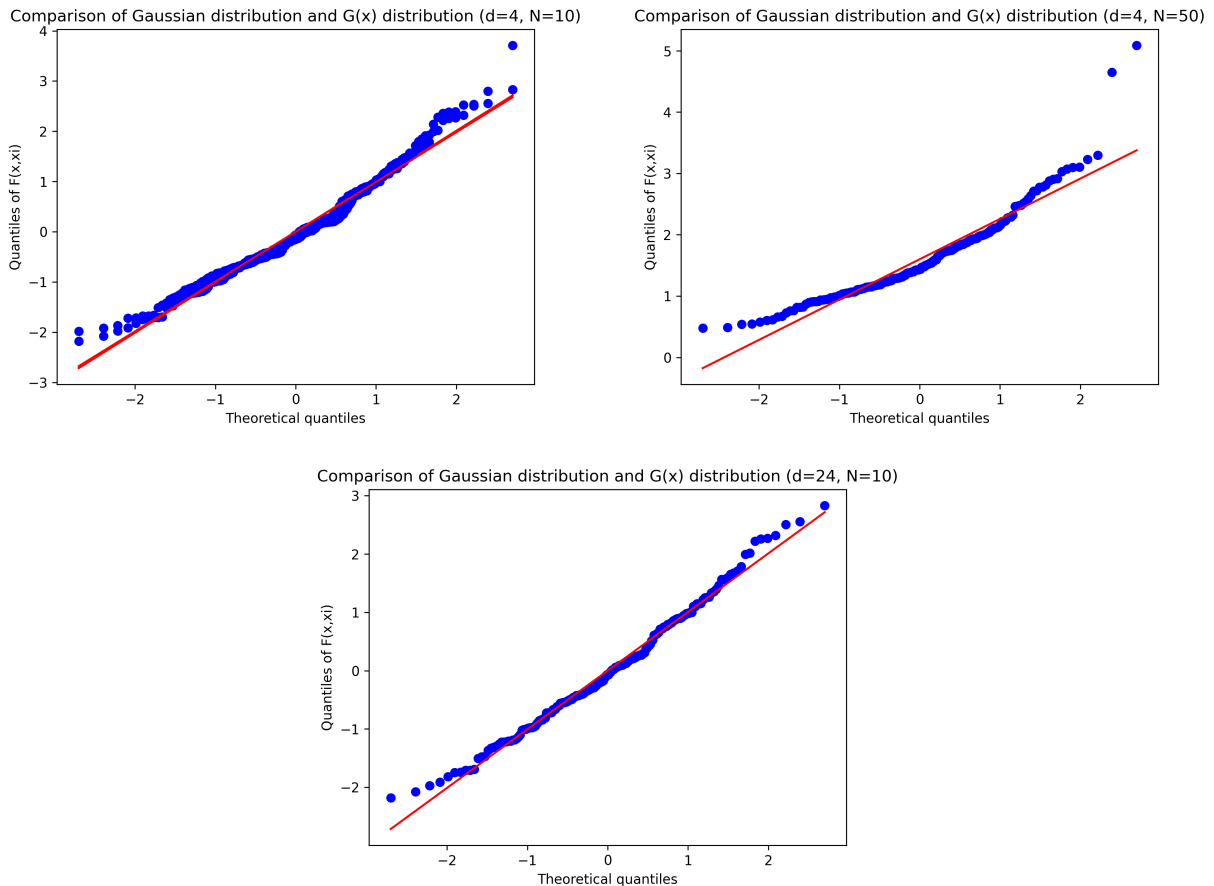 Comparison of Gaussian distribution and G(x) distribution (d=4, N=10)
4
3
2
1
0
−1
−2
−3
Quantiles of F(x,xi)
−2 −1 0 1 2
Theoretical quantiles
Comparison of Gaussian distribution and G(x) distribution (d=4, N=50)
5
4
3
2
1
0
Quantiles of F(x,xi)
−2 −1 0 1 2
Theoretical quantiles
Comparison of Gaussian distribution and G(x) distribution (d=24, N=10)
3
2
1
0
−1
−2
Quantiles of F(x,xi)
−2 −1 0 1 2
Theoretical quantiles